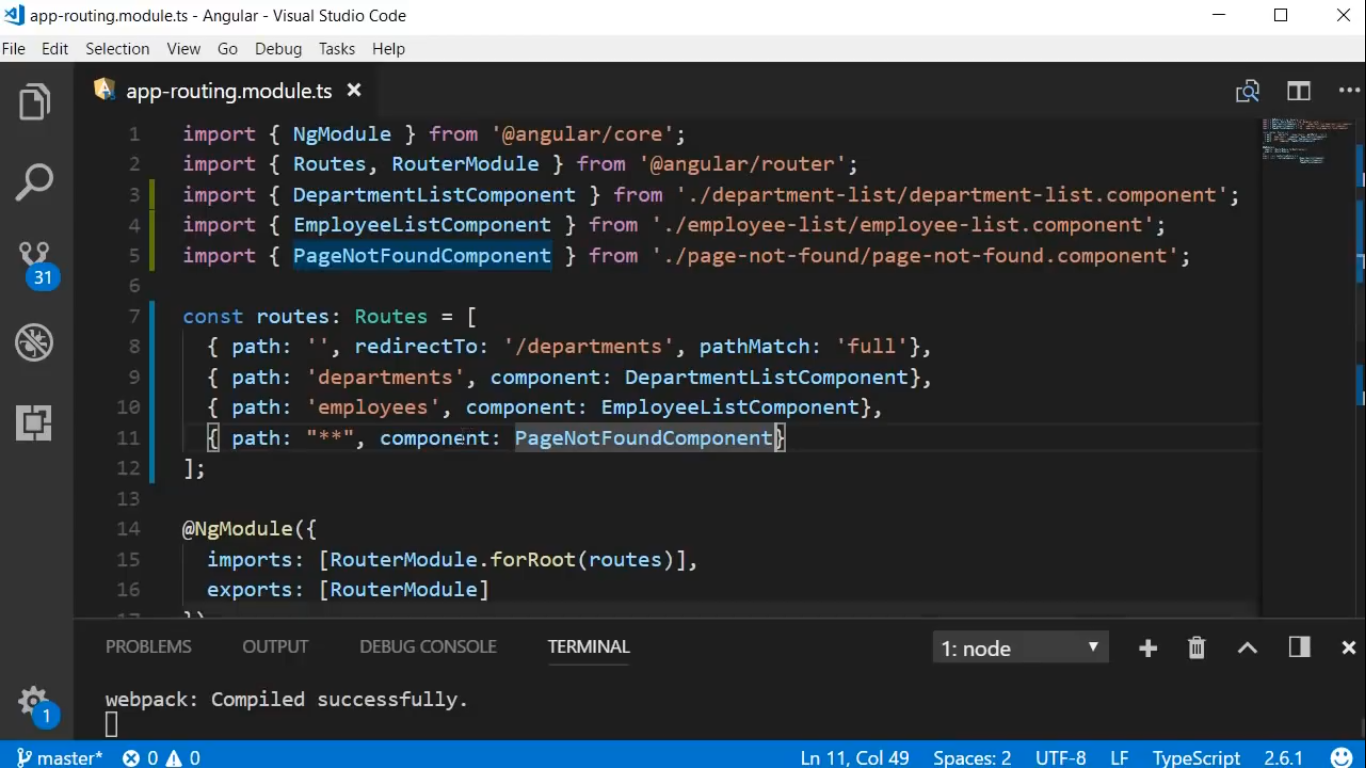 app-routing.module.ts - Angular - Visual Studio Code
File Edit Selection View Go Debug Tasks Help
app-routing.module.ts
1 import { NgModule } from '@angular/core';
2 import { Routes, RouterModule } from '@angular/router';
3 import { DepartmentListComponent } from './department-list/department-list.component';
4 import { EmployeeListComponent } from './employee-list/employee-list.component';
5 import { PageNotFoundComponent } from './page-not-found/page-not-found.component';
6
7 const routes: Routes = [
8 { path: '', redirectTo: '/departments', pathMatch: 'full'},
9 { path: 'departments', component: DepartmentListComponent},
10 { path: 'employees', component: EmployeeListComponent},
11 { path: "**", component: PageNotFoundComponent}
12 ];
13
14 @NgModule({
15 imports: [RouterModule.forRoot(routes)],
16 exports: [RouterModule]
17 })
31
PROBLEMS OUTPUT DEBUG CONSOLE TERMINAL 1: node
webpack: Compiled successfully.
1
master* 0 0 Ln 11, Col 49 Spaces: 2 UTF-8 LF TypeScript 2.6.1